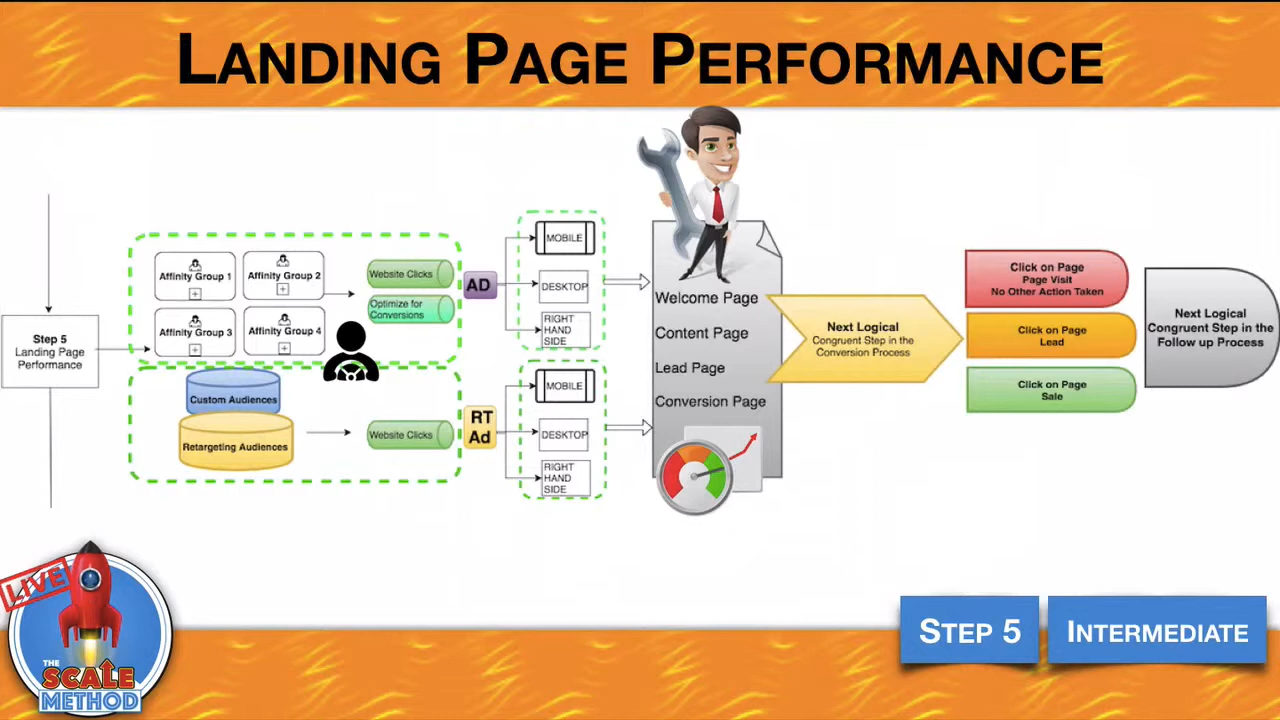 LANDING PAGE PERFORMANCE
Step 5
Landing Page
Performance
Affinity Group 1
Affinity Group 2
Affinity Group 3
Affinity Group 4
Website Clicks
Optimize for
Conversions
AD
MOBILE
DESKTOP
RIGHT
HAND
SIDE
Custom Audiences
Retargeting Audiences
Website Clicks
RT
Ad
MOBILE
DESKTOP
RIGHT
HAND
SIDE
Welcome Page
Content Page
Lead Page
Conversion Page
Next Logical
Congruent Step in the
Conversion Process
Click on Page
Page Visit
No Other Action Taken
Click on Page
Lead
Click on Page
Sale
Next Logical
Congruent Step in the
Follow up Process
LIVE
THE
SCALE
METHOD
STEP 5
INTERMEDIATE